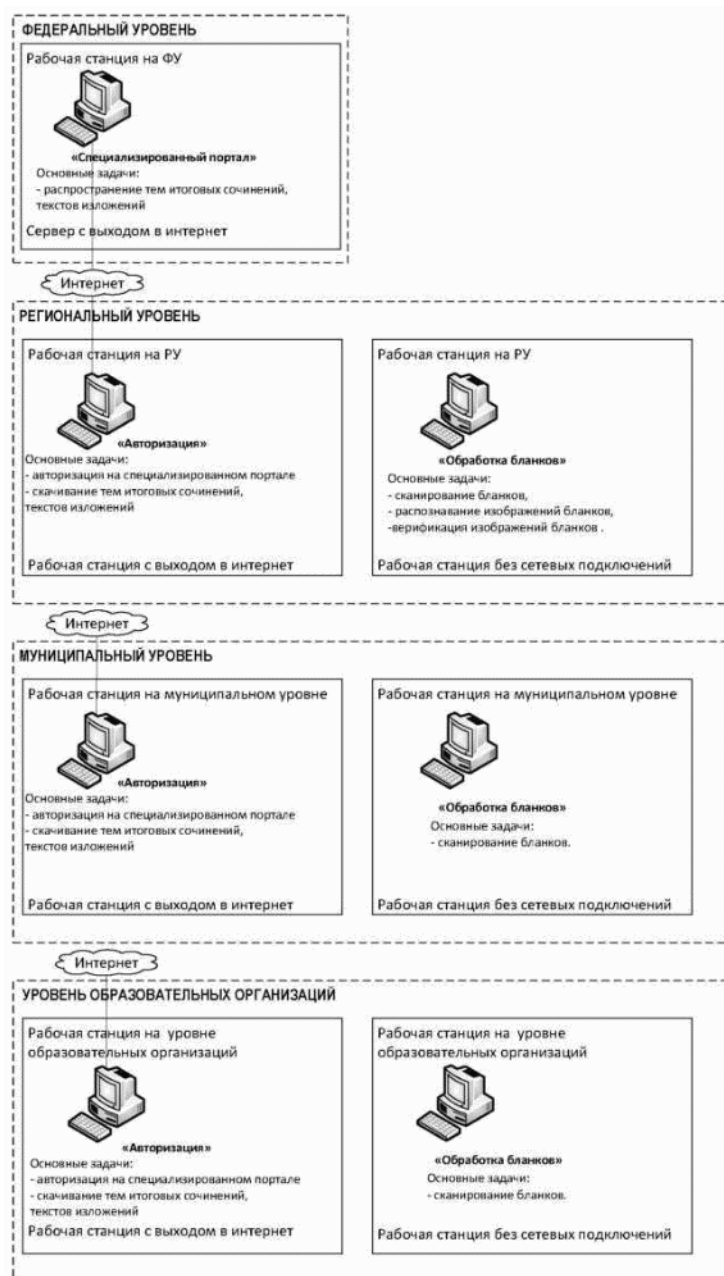 ФЕДЕРАЛЬНЫЙ УРОВЕНЬ
Рабочая станция на ФУ
«Специализированный портал»
Основные задачи:
- распространение тем итоговых сочинений,
текстов изложений
Сервер с выходом в интернет
Интернет
РЕГИОНАЛЬНЫЙ УРОВЕНЬ
Рабочая станция на РУ
«Авторизация»
Основные задачи:
- авторизация на специализированном портале
- скачивание тем итоговых сочинений,
текстов изложений
Рабочая станция с выходом в интернет
Рабочая станция на РУ
«Обработка бланков»
Основные задачи:
- сканирование бланков,
- распознавание изображений бланков,
-верификация изображений бланков .
Рабочая станция без сетевых подключений
Интернет
МУНИЦИПАЛЬНЫЙ УРОВЕНЬ
Рабочая станция на муниципальном уровне
«Авторизация»
Основные задачи:
- авторизация на специализированном портале
- скачивание тем итоговых сочинений,
текстов изложений
Рабочая станция с выходом в интернет
Рабочая станция на муниципальном уровне
«Обработка бланков»
Основные задачи:
- сканирование бланков.
Рабочая станция без сетевых подключений
Интернет
УРОВЕНЬ ОБРАЗОВАТЕЛЬНЫХ ОРГАНИЗАЦИЙ
Рабочая станция на уровне
образовательных организаций
«Авторизация»
Основные задачи:
- авторизация на специализированном портале
- скачивание тем итоговых сочинений,
текстов изложений
Рабочая станция с выходом в интернет
Рабочая станция на уровне
образовательных организаций
«Обработка бланков»
Основные задачи:
- сканирование бланков.
Рабочая станция без сетевых подключений